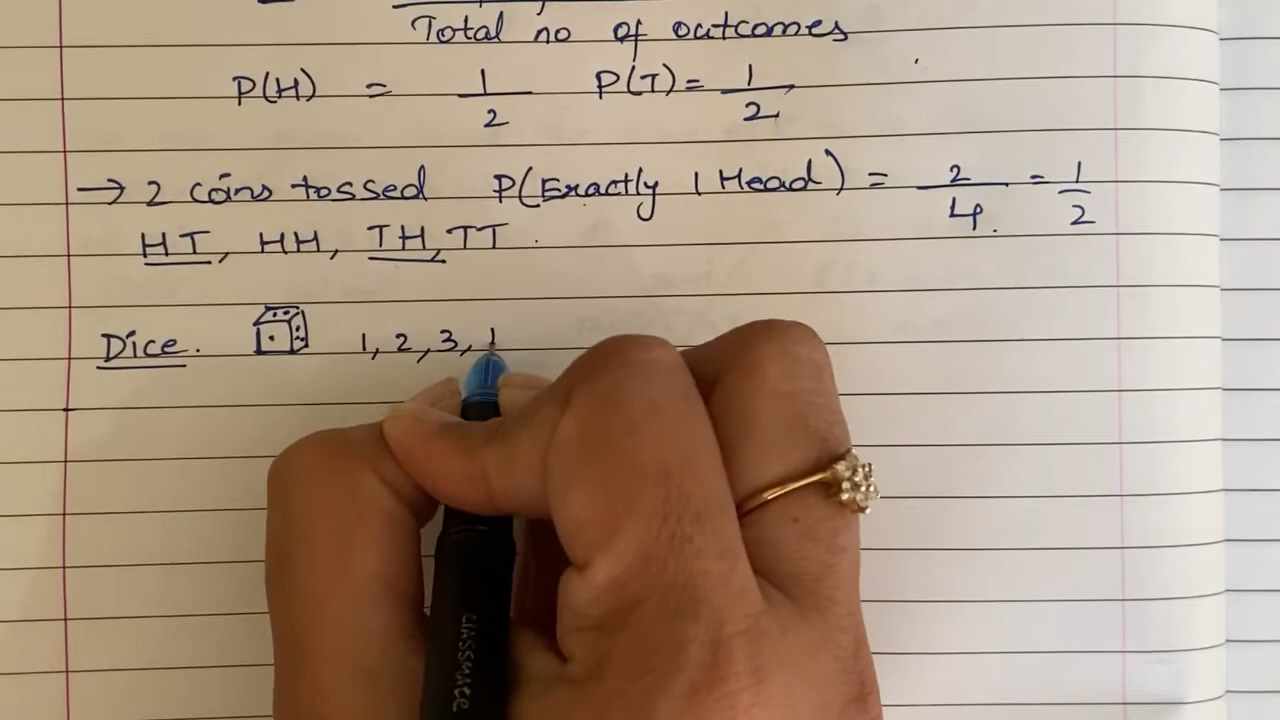 Total no of outcomes
P(H) = 1/2 P(T) = 1/2
→ 2 coins tossed P(Exactly 1 Head) = 2/4 = 1/2
HT, HH, TH, TT.
Dice. 1, 2, 3,
CLASSMATE